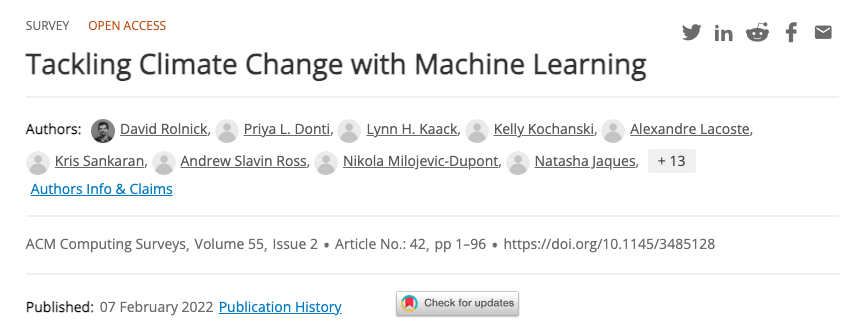 SURVEY OPEN ACCESS
Tackling Climate Change with Machine Learning
Authors: David Rolnick, Priya L. Donti, Lynn H. Kaack, Kelly Kochanski, Alexandre Lacoste,
Kris Sankaran, Andrew Slavin Ross, Nikola Milojevic-Dupont, Natasha Jaques, + 13
Authors Info & Claims
ACM Computing Surveys, Volume 55, Issue 2 • Article No.: 42, pp 1–96 • https://doi.org/10.1145/3485128
Published: 07 February 2022 Publication History Check for updates